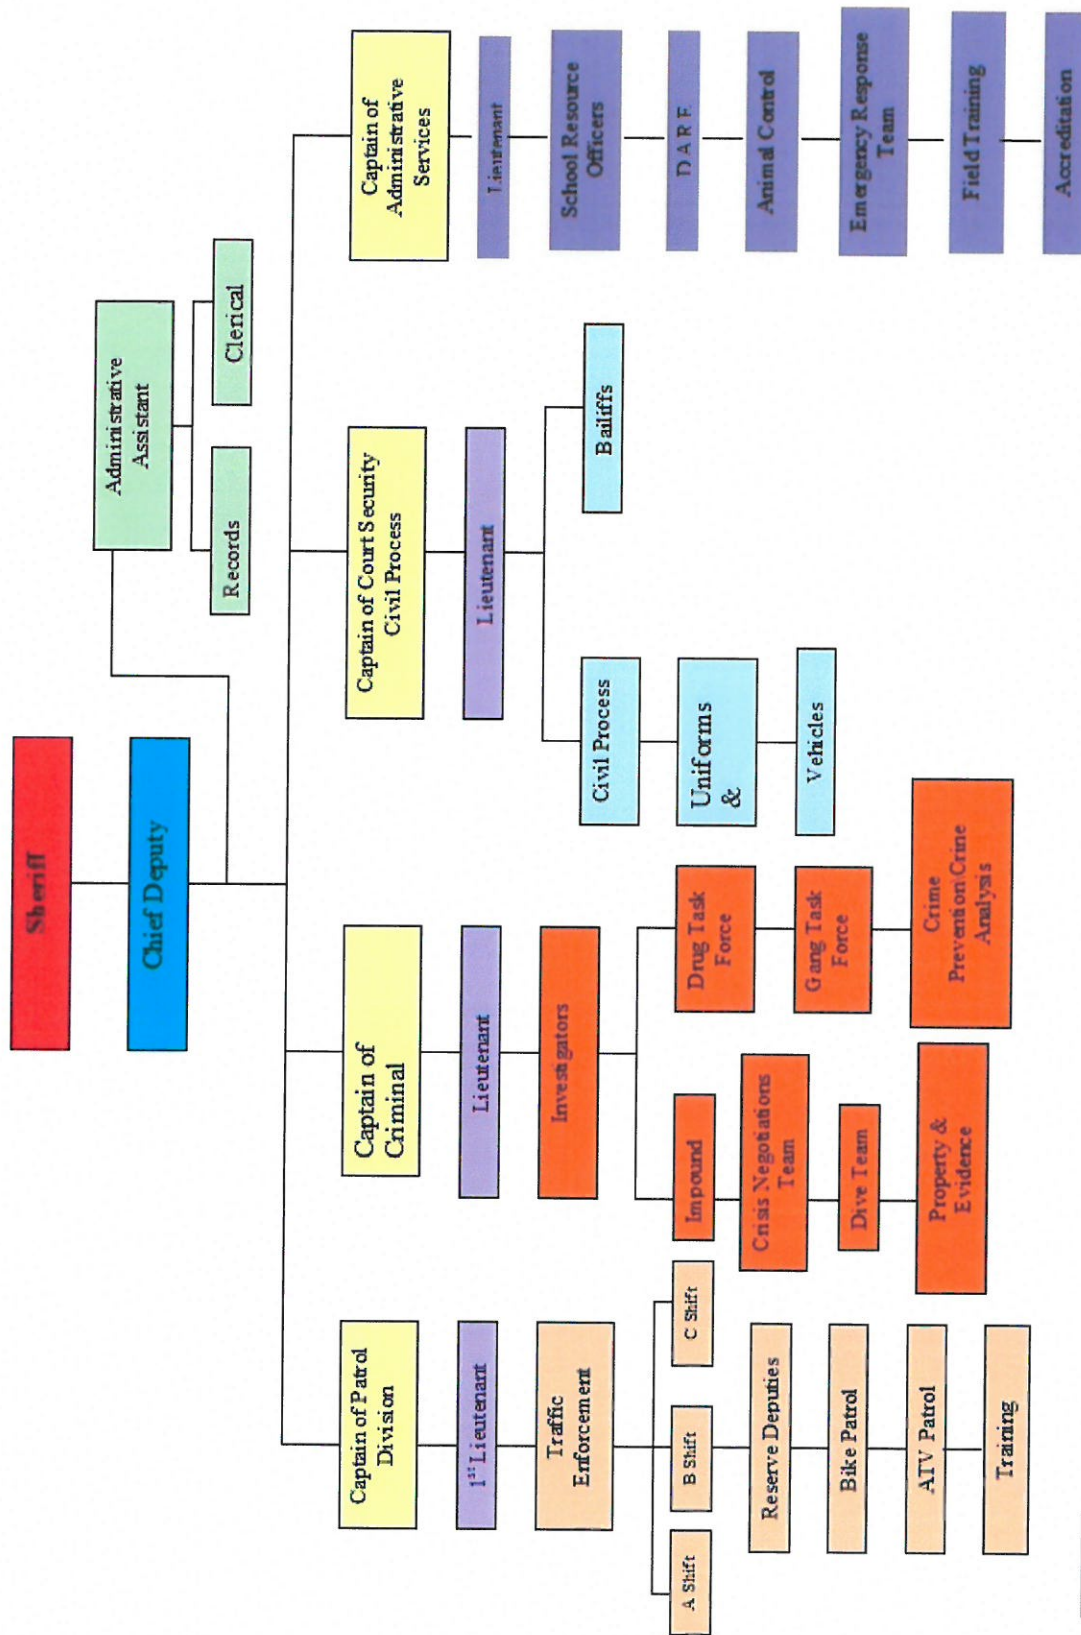 Sheriff
Chief Deputy
Administrative
Assistant
Records
Clerical
Captain of Patrol
Division
1st Lieutenant
Traffic
Enforcement
A Shift
B Shift
C Shift
Reserve Deputies
Bike Patrol
ATV Patrol
Training
Captain of
Criminal
Lieutenant
Investigators
Impound
Crisis Negotiations
Team
Dive Team
Property &
Evidence
Drug Task
Force
Gang Task
Force
Crime
Prevention/Crime
Analysis
Captain of Court Security
Civil Process
Lieutenant
Civil Process
Uniforms
&
Vehicles
Bailiffs
Captain of
Administrative
Services
Lieutenant
School Resource
Officers
D A R E
Animal Control
Emergency Response
Team
Field Training
Accreditation